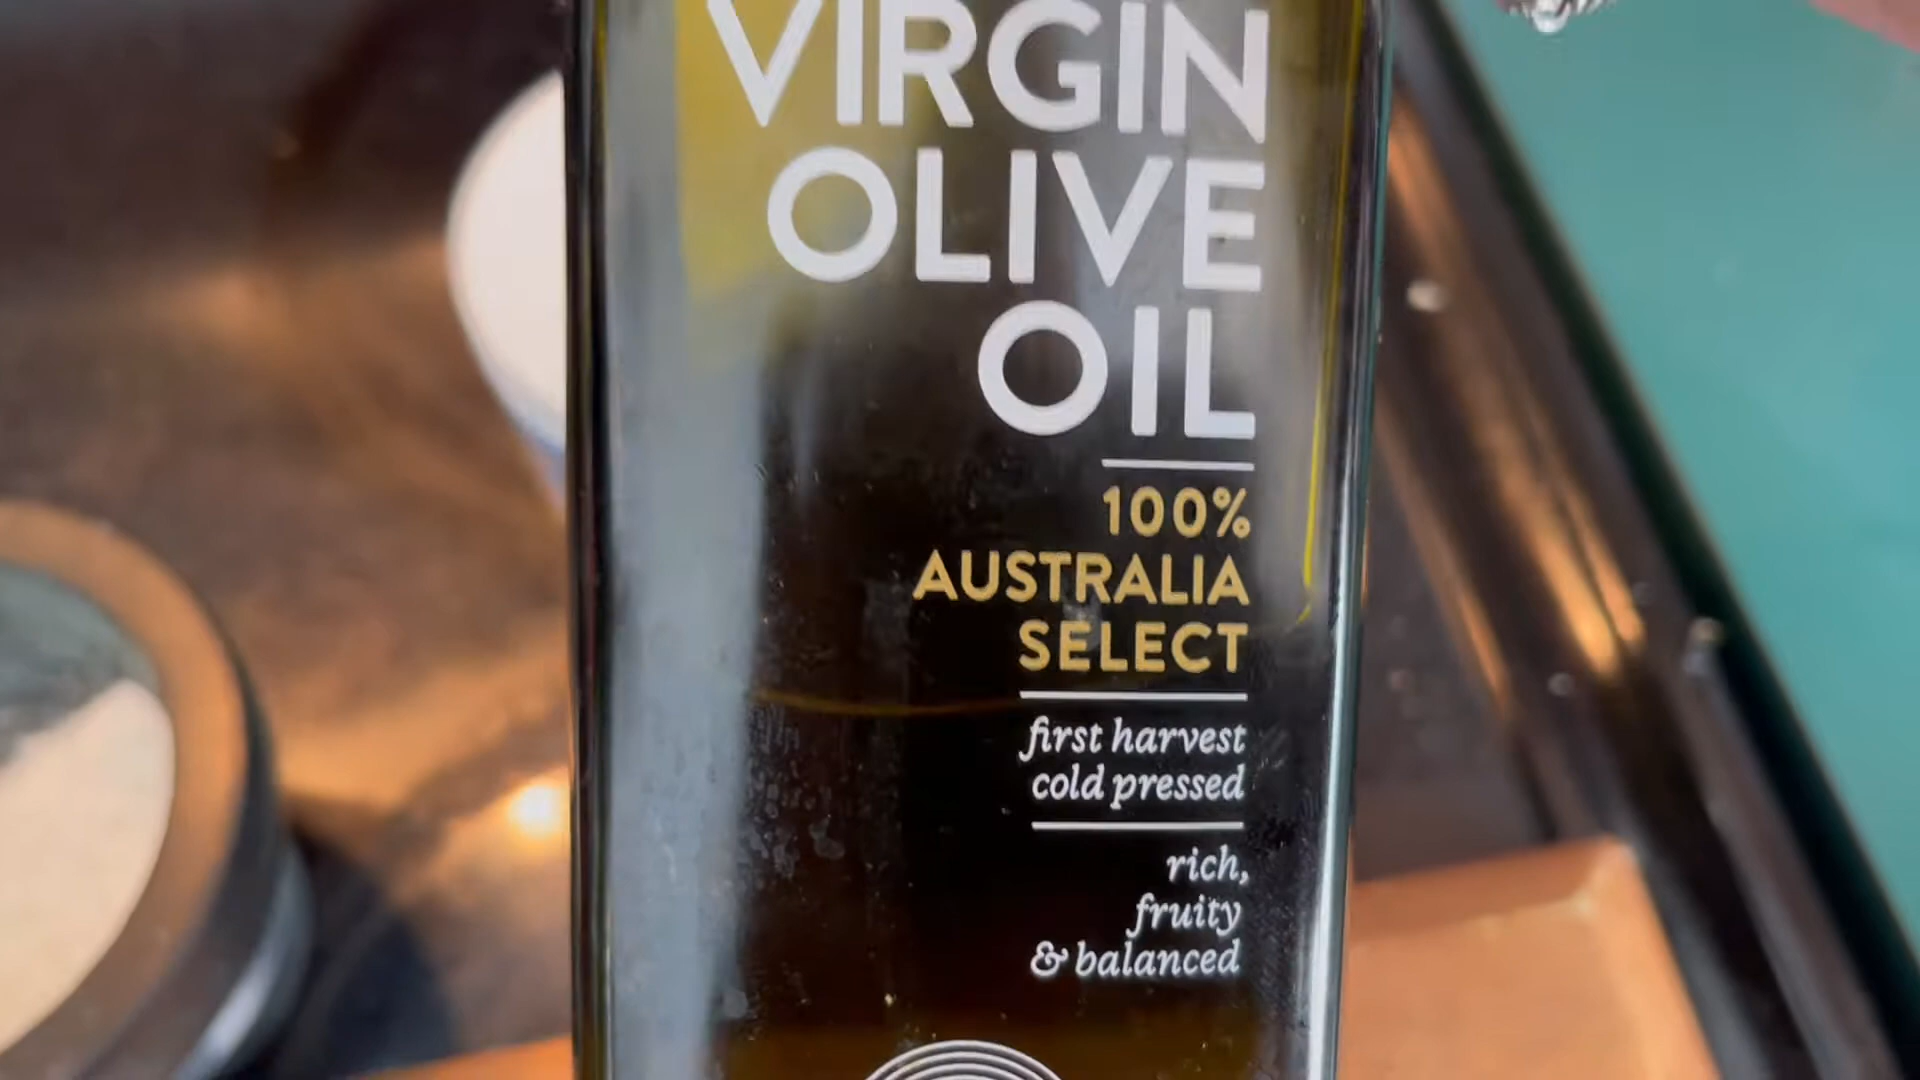 VIRGIN
OLIVE
OIL
100%
AUSTRALIA
SELECT
first harvest
cold pressed
rich,
fruity
& balanced